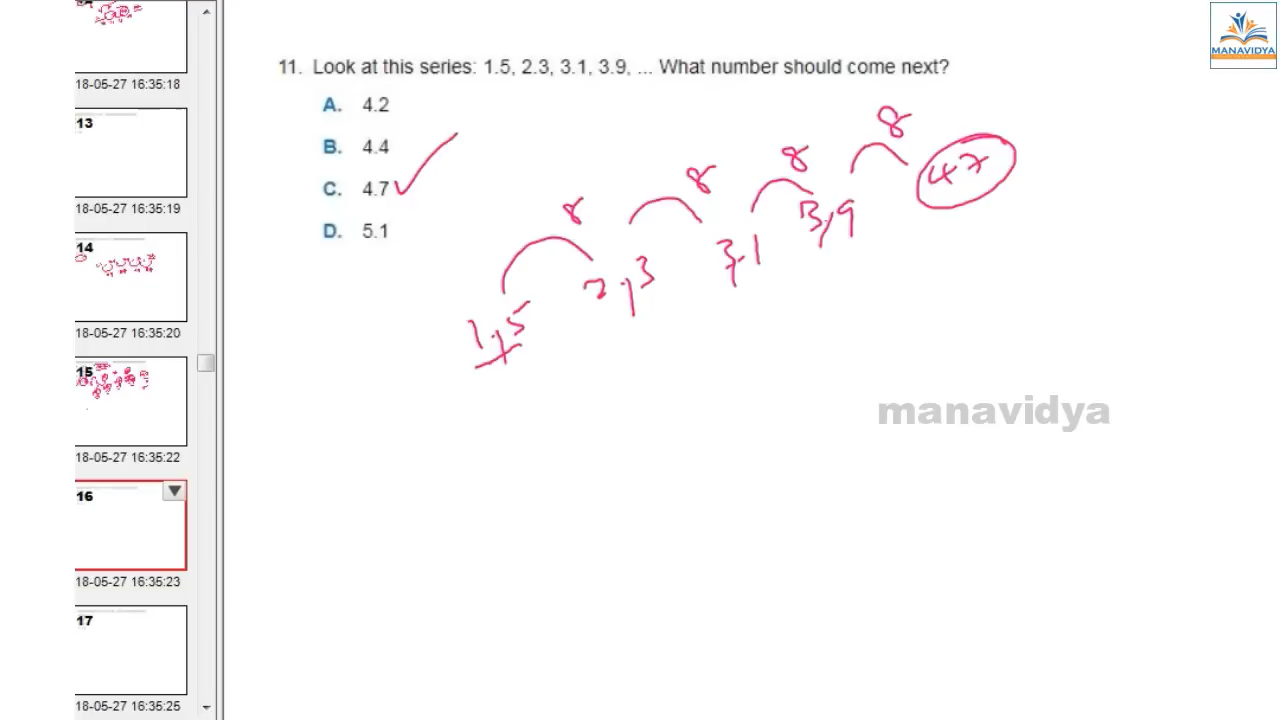 18-05-27 16:35:18
13
18-05-27 16:35:19
14
18-05-27 16:35:20
15
18-05-27 16:35:22
16
18-05-27 16:35:23
17
18-05-27 16:35:25
MANAVIDYA
11. Look at this series: 1.5, 2.3, 3.1, 3.9, ... What number should come next?
A. 4.2
B. 4.4
C. 4.7
D. 5.1
8 8 8 8
1,5 2,3 3.1 3,9 47
manavidya